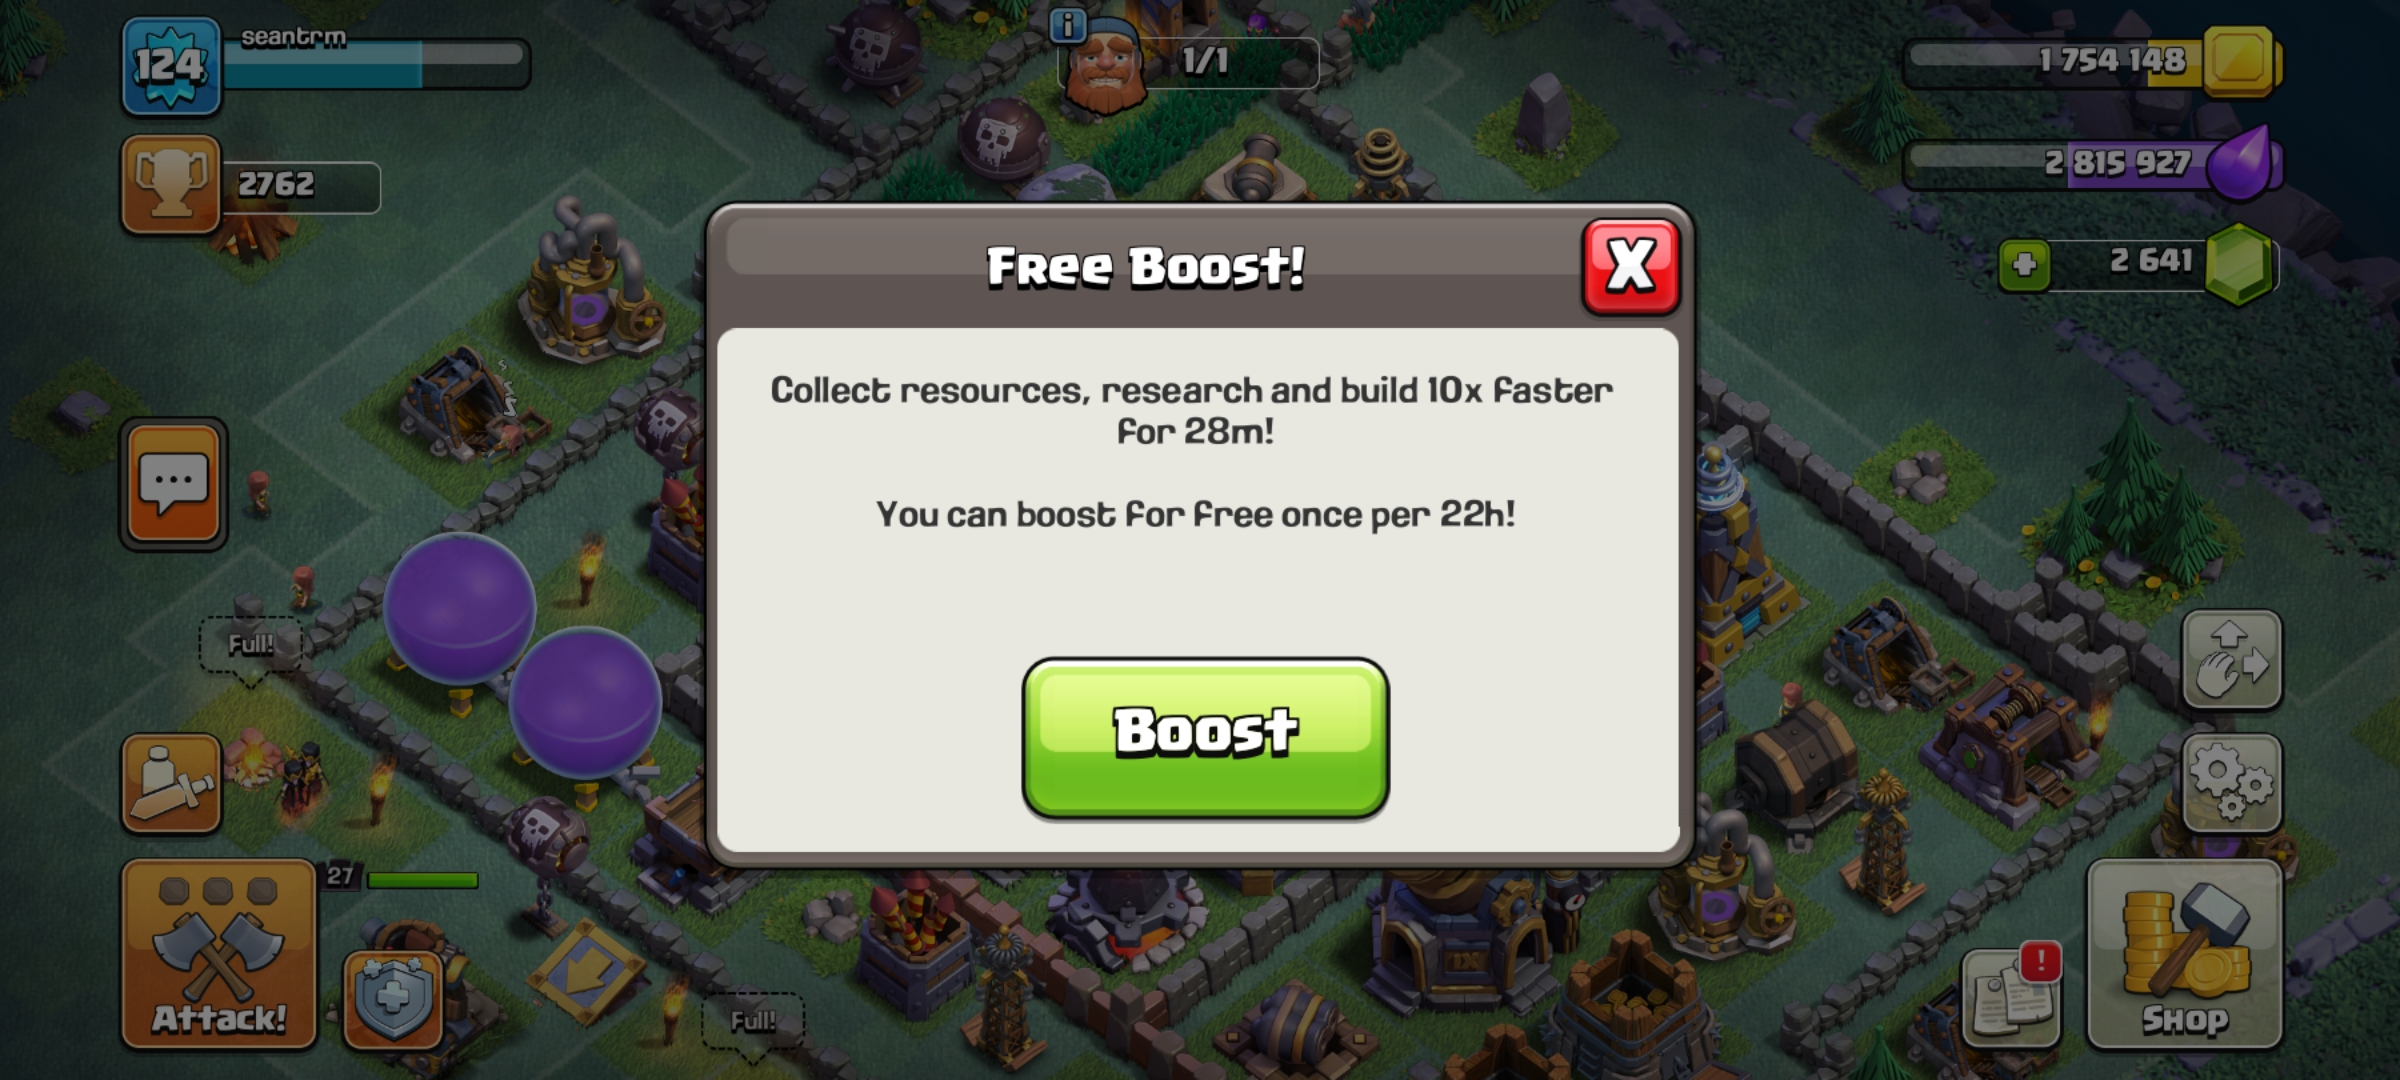 124
seantrm
i
1/1
1 754 148
2762
2 815 927
2 641
Free Boost!
X
Collect resources, research and build 10x faster
for 28m!
You can boost for free once per 22h!
Full!
Boost
27
Attack!
Full!
IX
!
Shop